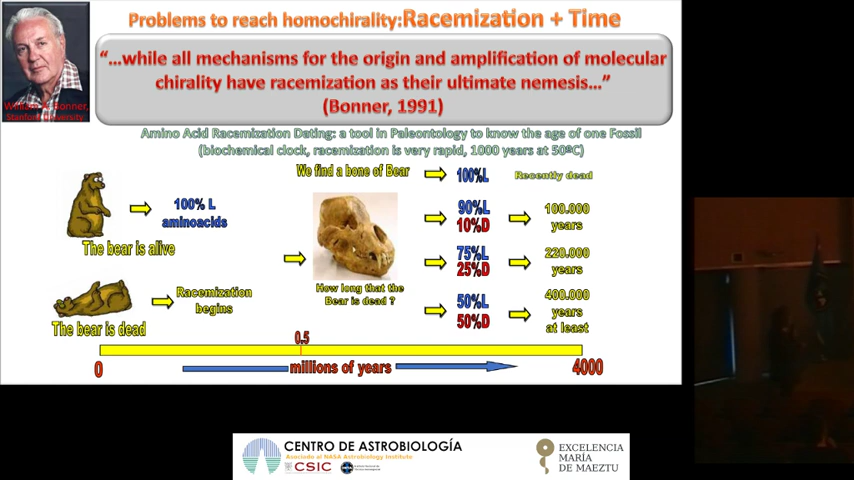 Problems to reach homochirality:Racemization + Time
“…while all mechanisms for the origin and amplification of molecular
chirality have racemization as their ultimate nemesis…”
(Bonner, 1991)
William A. Bonner,
Stanford University
Amino Acid Racemization Dating: a tool in Paleontology to know the age of one Fossil
(biochemical clock, racemization is very rapid, 1000 years at 50ºC)
We find a bone of Bear
100%L
Recently dead
100% L
aminoacids
The bear is alive
90%L
10%D
100.000
years
75%L
25%D
220.000
years
How long that the
Bear is dead ?
Racemization
begins
The bear is dead
50%L
50%D
400.000
years
at least
0.5
0
millions of years
4000
CENTRO DE ASTROBIOLOGÍA
Asociado al NASA Astrobiology Institute
CSIC
EXCELENCIA
MARÍA
DE MAEZTU